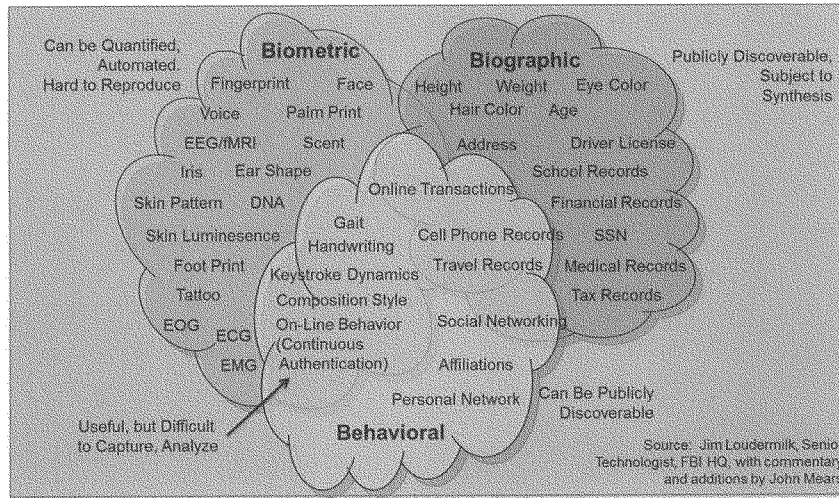 Can be Quantified,
Automated.
Hard to Reproduce
Biometric
Fingerprint Face
Voice Palm Print
EEG/fMRI Scent
Iris Ear Shape
Skin Pattern DNA
Skin Luminesence
Foot Print
Tattoo
EOG ECG
EMG
Biographic
Height Weight Eye Color
Hair Color Age
Address Driver License
School Records
Financial Records
SSN
Medical Records
Tax Records
Publicly Discoverable,
Subject to
Synthesis
Online Transactions
Gait
Handwriting
Cell Phone Records
Keystroke Dynamics
Travel Records
Composition Style
On-Line Behavior
(Continuous
Authentication)
Social Networking
Affiliations
Personal Network
Behavioral
Can Be Publicly
Discoverable
Useful, but Difficult
to Capture, Analyze
Source: Jim Loudermilk, Senio
Technologist, FBI HQ, with commentary
and additions by John Mear